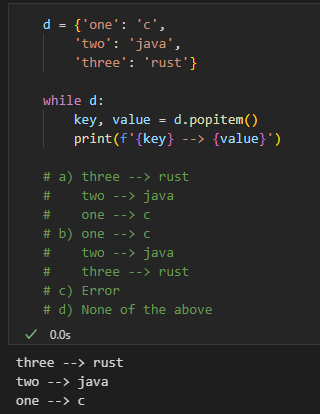 d = {'one': 'c',
     'two': 'java',
     'three': 'rust'}
while d:
    key, value = d.popitem()
    print(f'{key} --> {value}')
# a) three --> rust
#    two --> java
#    one --> c
# b) one --> c
#    two --> java
#    three --> rust
# c) Error
# d) None of the above
✓ 0.0s
three --> rust
two --> java
one --> c